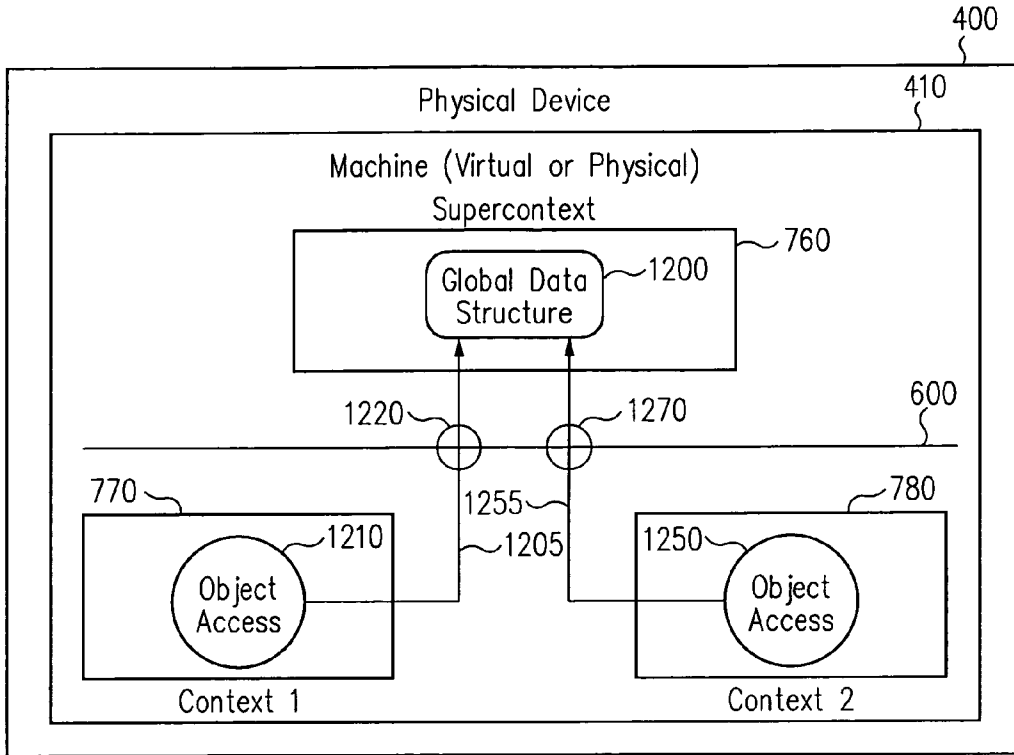 400
Physical Device
410
Machine (Virtual or Physical)
Supercontext
760
Global Data
Structure
1200
1220
1270
600
770
1255
780
1210
1205
1250
Object
Access
Object
Access
Context 1
Context 2